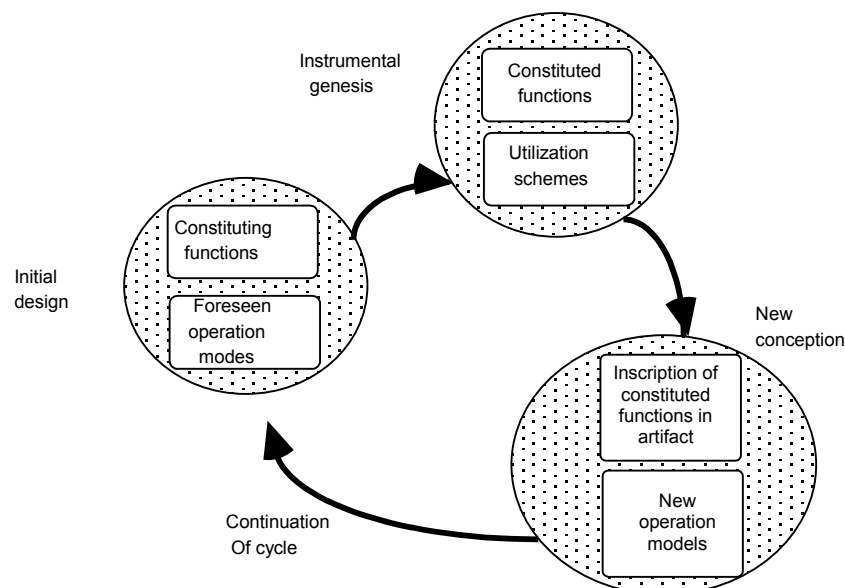 Instrumental
genesis
Constituted
functions
Utilization
schemes
Constituting
functions
Foreseen
operation
modes
Initial
design
New
conception
Inscription of
constituted
functions in
artifact
New
operation
models
Continuation
Of cycle